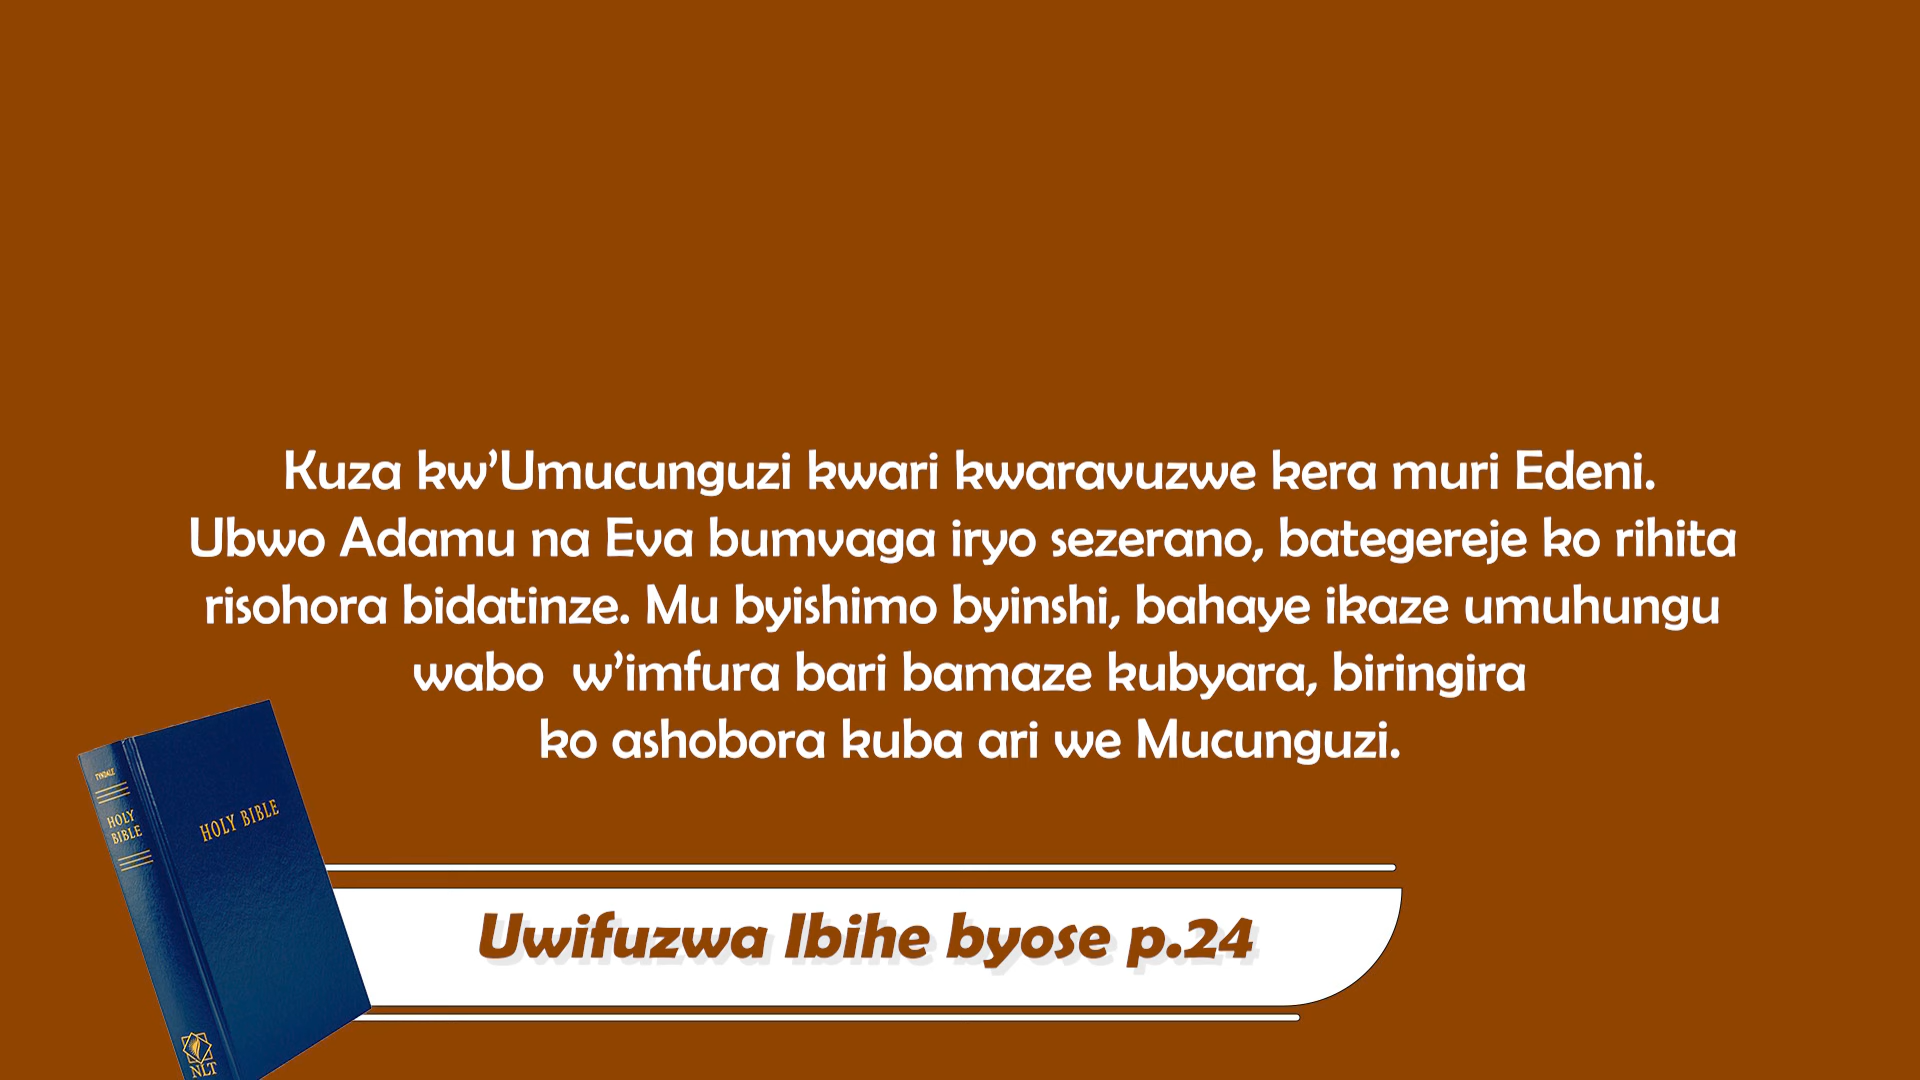 Kuza kw’Umucunguzi kwari kwaravuzwe kera muri Edeni.
Ubwo Adamu na Eva bumvaga iryo sezerano, bategereje ko rihita
risohora bidatinze. Mu byishimo byinshi, bahaye ikaze umuhungu
wabo  w’imfura bari bamaze kubyara, biringira
ko ashobora kuba ari we Mucunguzi.
TYNDALE
HOLY
BIBLE
HOLY BIBLE
NLT
Uwifuzwa Ibihe byose p.24